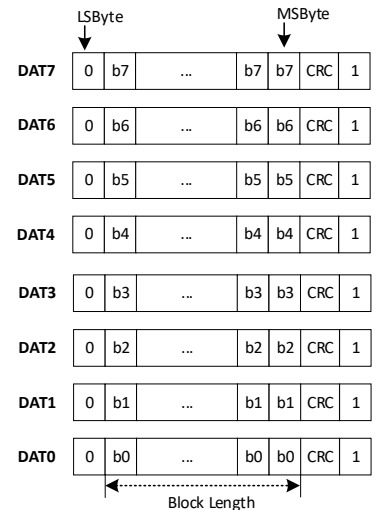 LSByte MSByte
DAT7 0 b7 ... b7 b7 CRC 1
DAT6 0 b6 ... b6 b6 CRC 1
DAT5 0 b5 ... b5 b5 CRC 1
DAT4 0 b4 ... b4 b4 CRC 1
DAT3 0 b3 ... b3 b3 CRC 1
DAT2 0 b2 ... b2 b2 CRC 1
DAT1 0 b1 ... b1 b1 CRC 1
DAT0 0 b0 ... b0 b0 CRC 1
Block Length